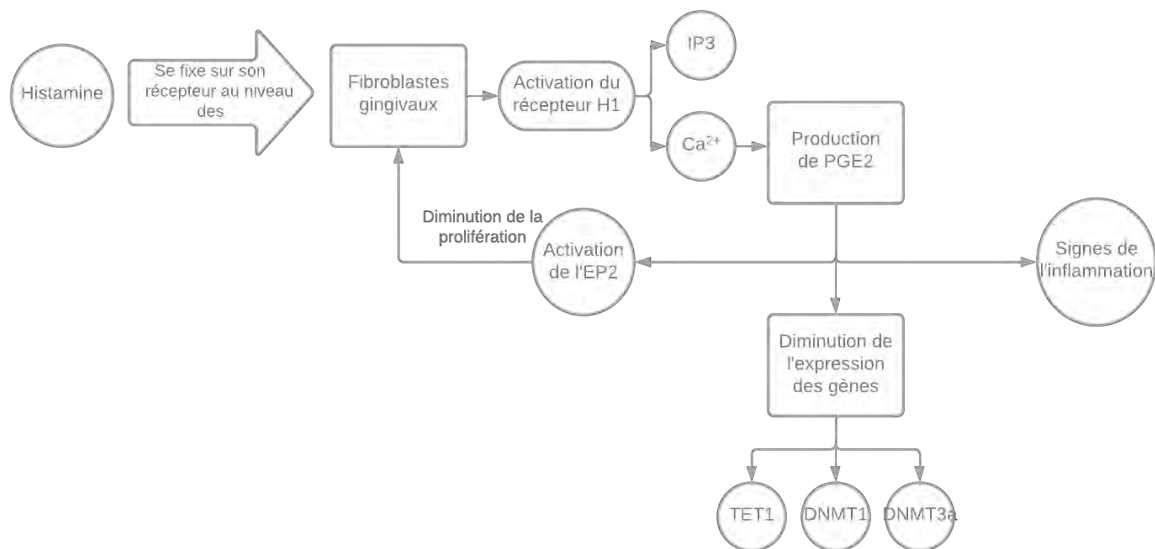 Histamine
Se fixe sur son
récepteur au niveau
des
Fibroblastes
gingivaux
Activation du
récepteur H1
IP3
Ca²⁺
Production
de PGE2
Diminution de la
prolifération
Activation
de l'EP2
Signes de
l'inflammation
Diminution de
l'expression
des gènes
TET1
DNMT1
DNMT3a